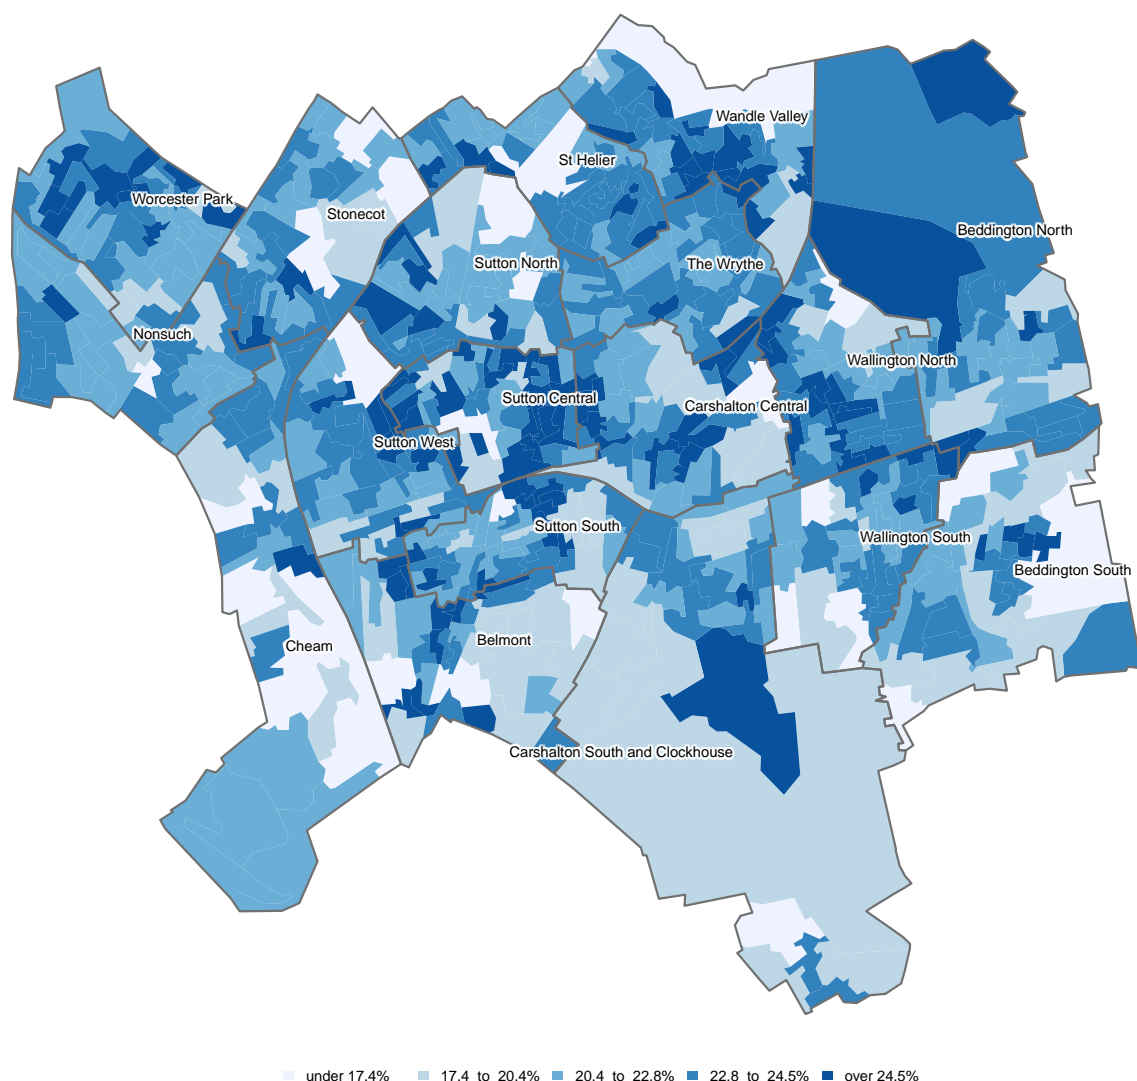 Wandle Valley
St Helier
Worcester Park
Stonecot
Beddington North
Sutton North
The Wrythe
Nonsuch
Wallington North
Sutton Central
Carshalton Central
Sutton West
Sutton South
Wallington South
Beddington South
Cheam
Belmont
Carshalton South and Clockhouse
under 17.4% 17.4 to 20.4% 20.4 to 22.8% 22.8 to 24.5% over 24.5%